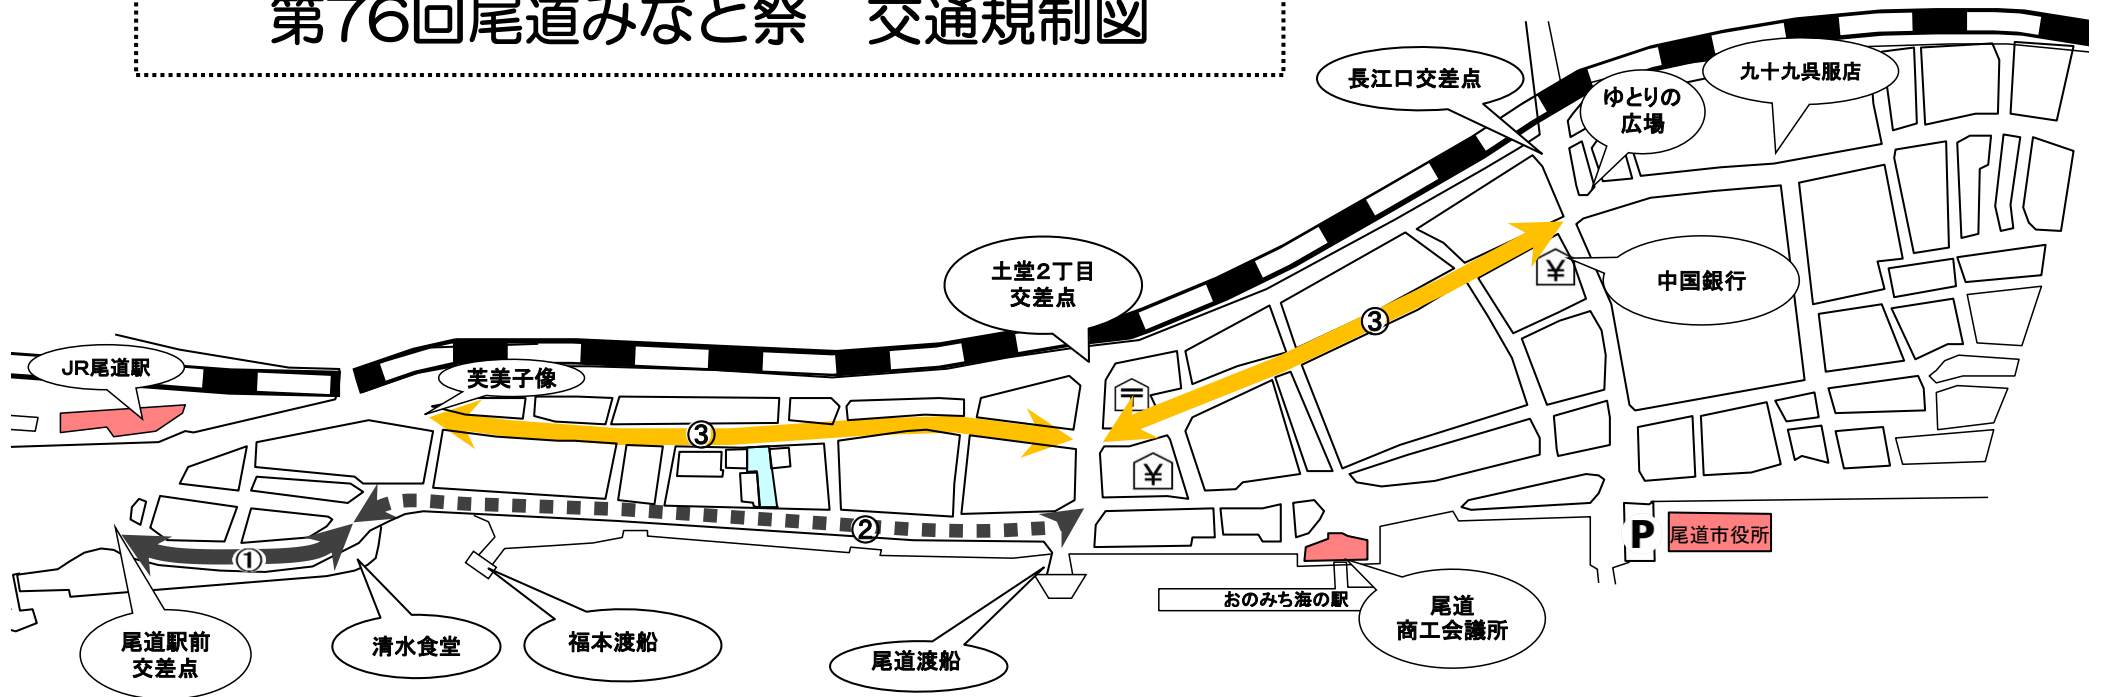 第76回尾道みなと祭　交通規制図
長江口交差点
九十九呉服店
ゆとりの
広場
土堂2丁目
交差点
中国銀行
¥
③
JR尾道駅
芙美子像
〒
③
¥
②
①
P
尾道市役所
おのみち海の駅
尾道
商工会議所
尾道駅前
交差点
清水食堂
福本渡船
尾道渡船